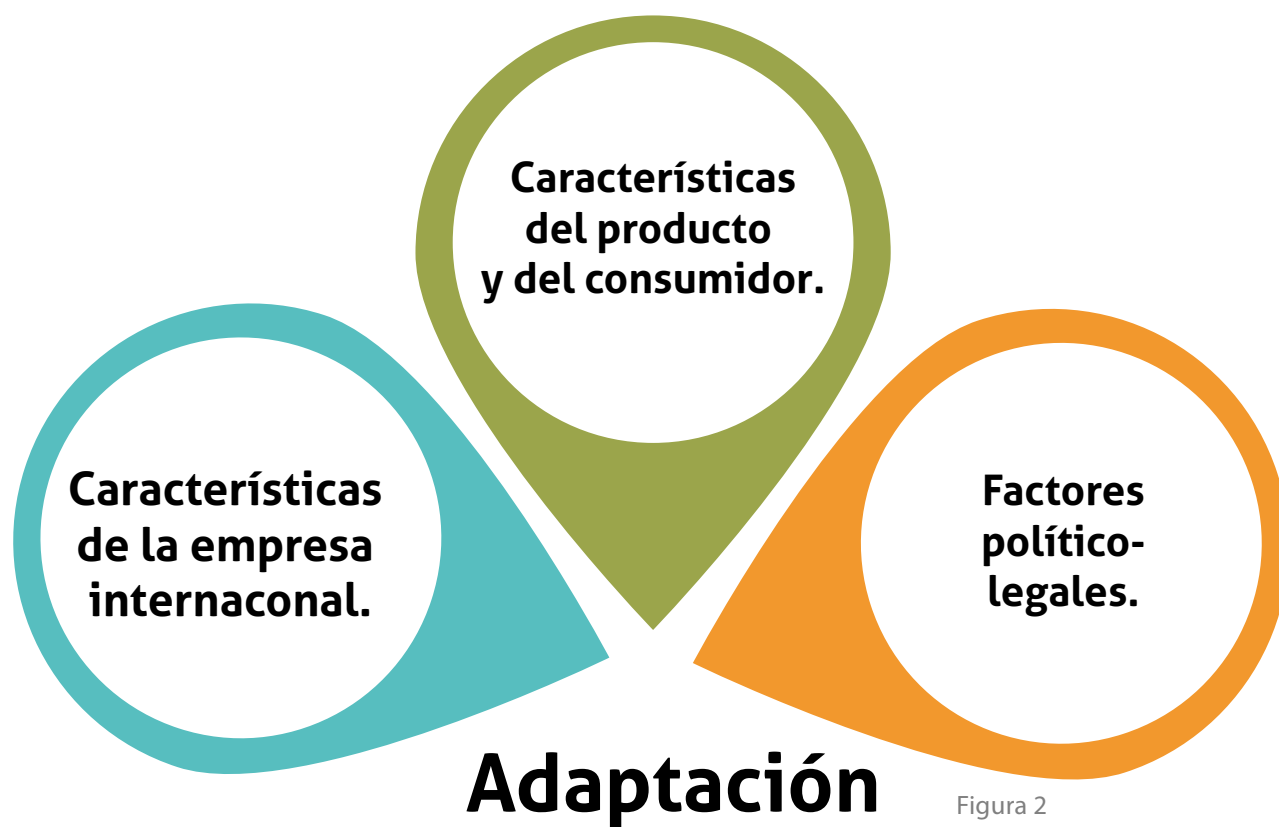 Características
del producto
y del consumidor.
Características
de la empresa
internaconal.
Factores
político-
legales.
Adaptación
Figura 2